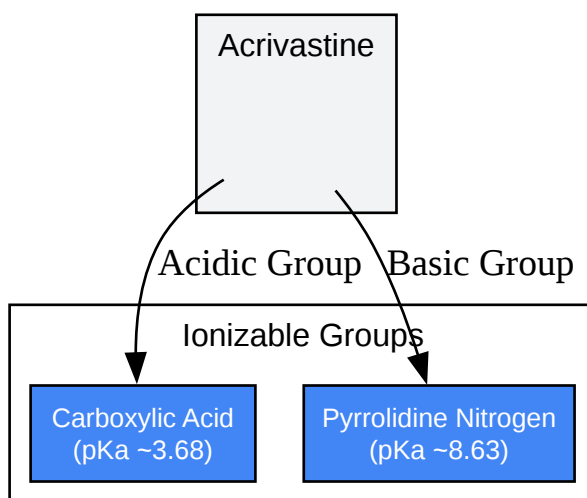 Acrivastine
Acidic Group
Basic Group
Ionizable Groups
Carboxylic Acid
(pKa ~3.68)
Pyrrolidine Nitrogen
(pKa ~8.63)